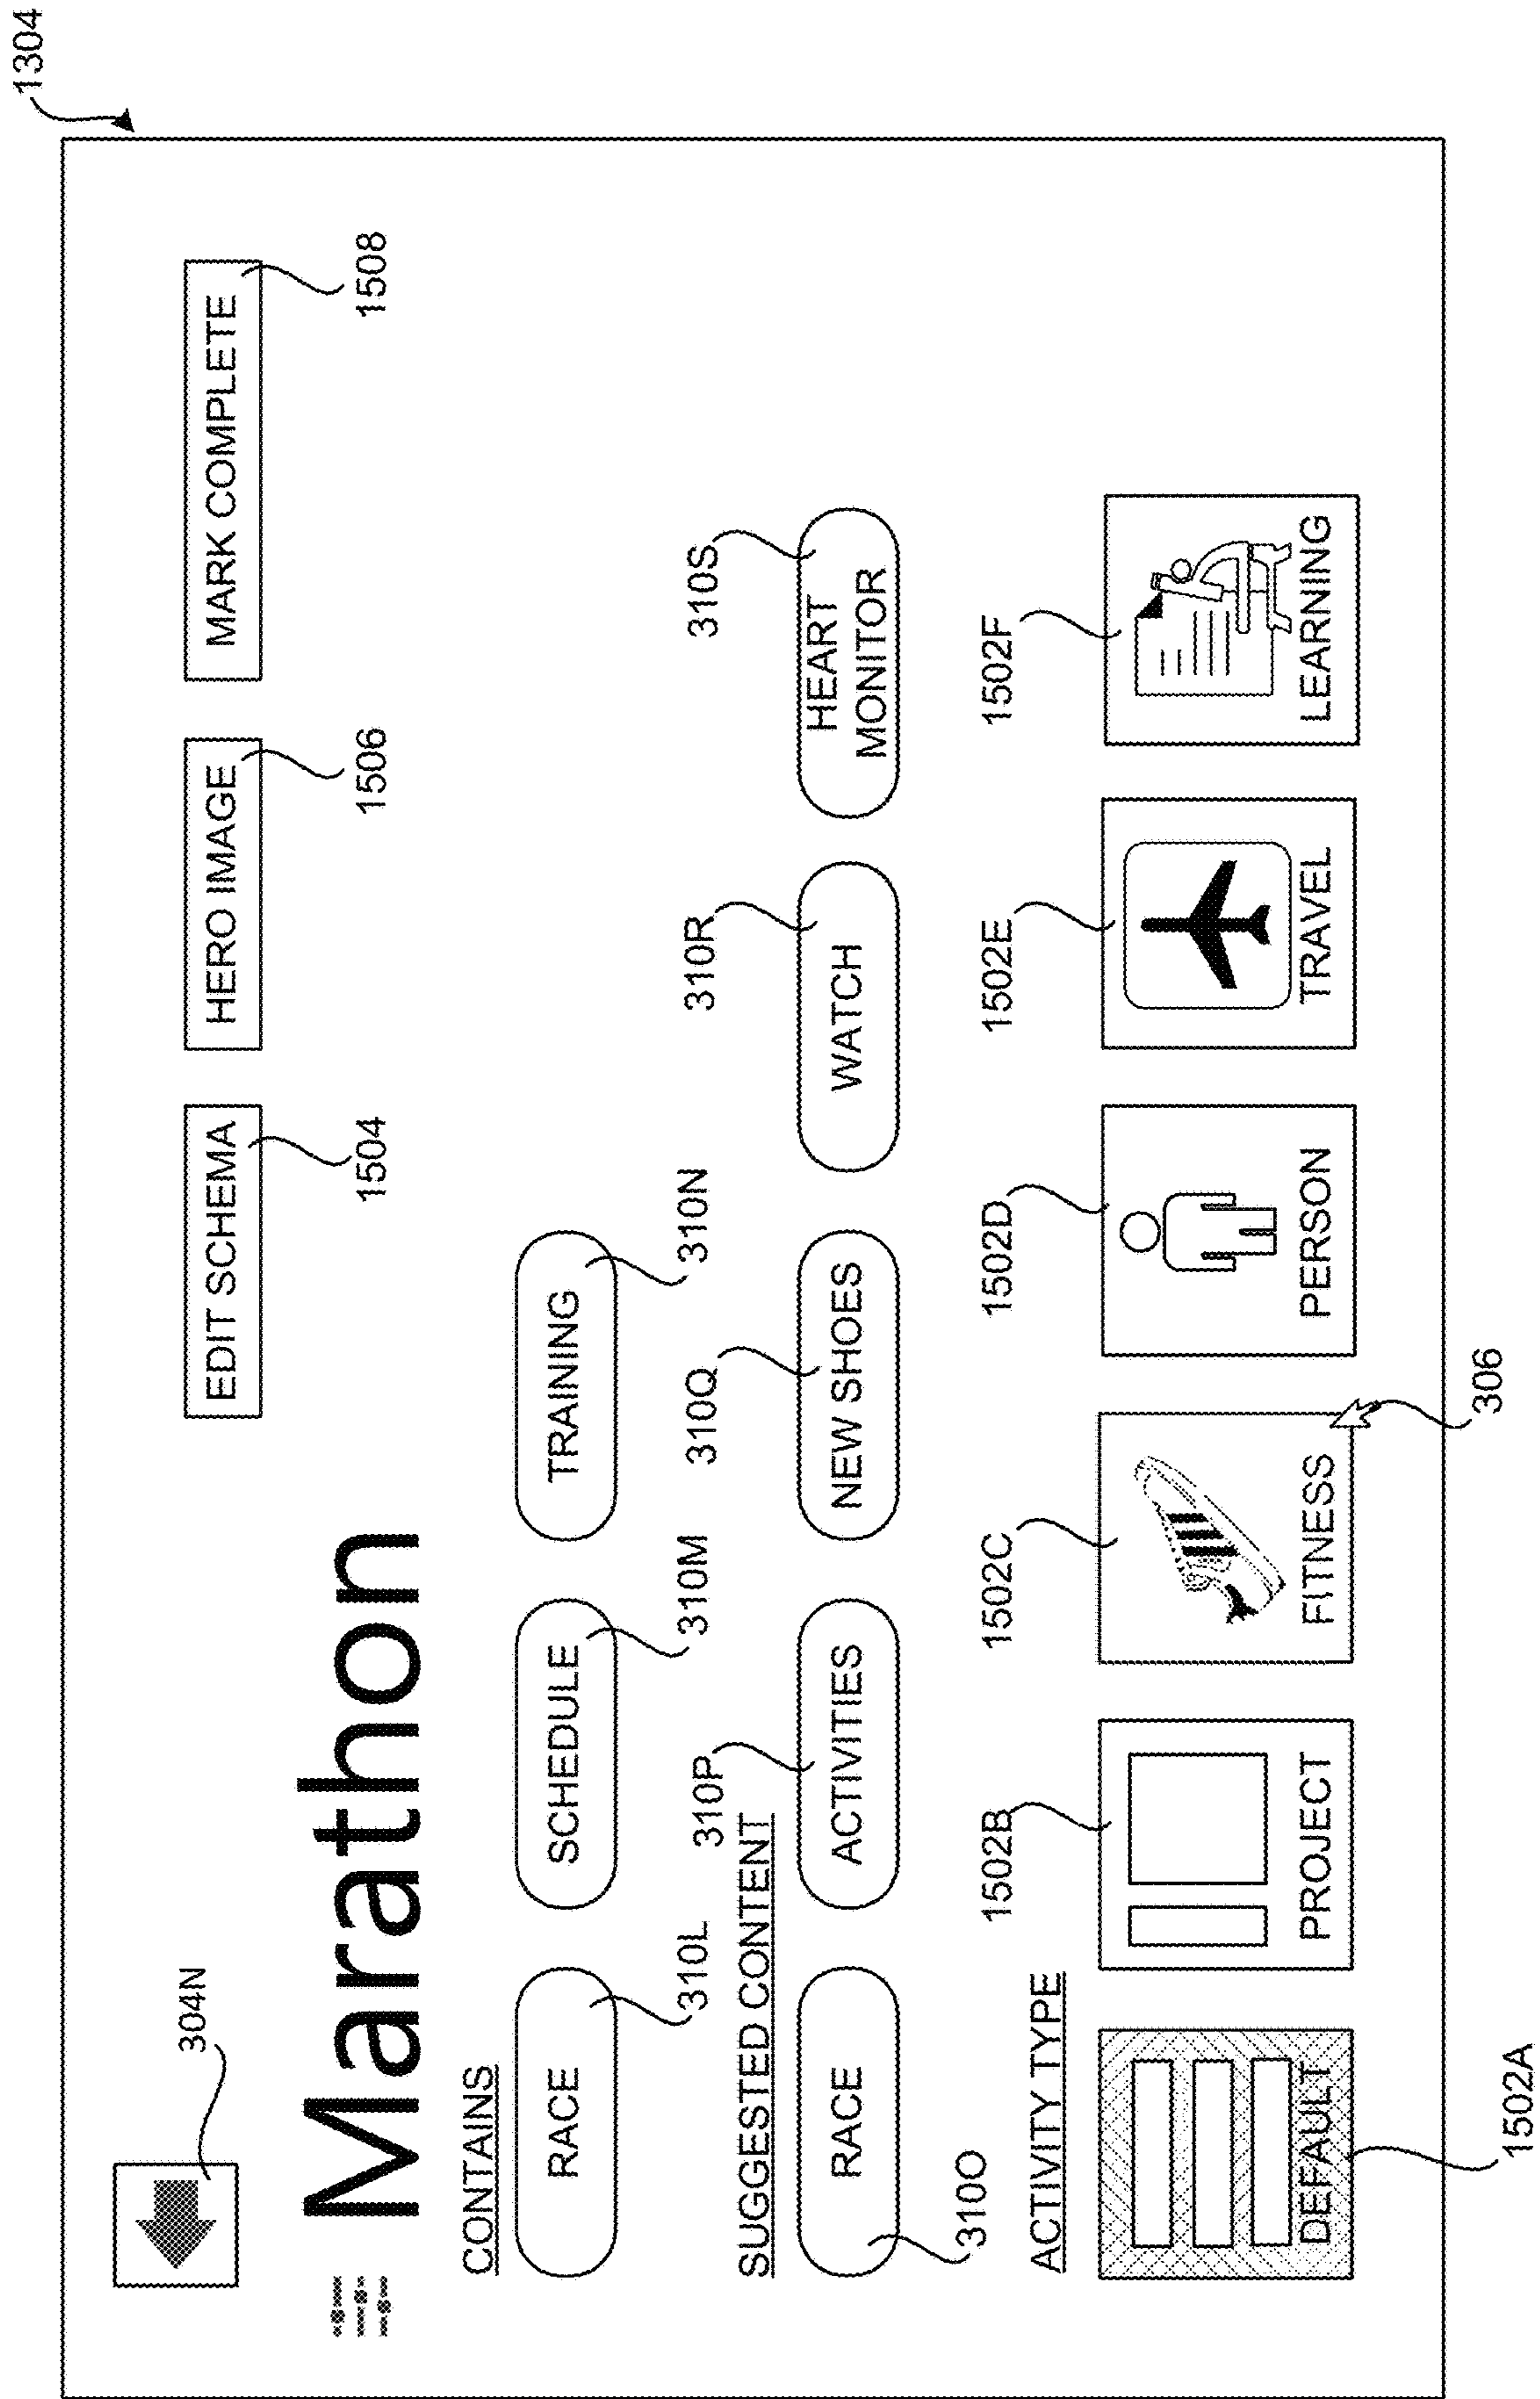 1304
304N
EDIT SCHEMA
HERO IMAGE
MARK COMPLETE
1504
1506
1508
Marathon
CONTAINS
RACE
SCHEDULE
TRAINING
310L
310M
310N
SUGGESTED CONTENT
310P
310Q
310R
310S
RACE
ACTIVITIES
NEW SHOES
WATCH
HEART
MONITOR
310O
ACTIVITY TYPE
1502B
1502C
1502D
1502E
1502F
DEFAULT
PROJECT
FITNESS
PERSON
TRAVEL
LEARNING
306
1502A